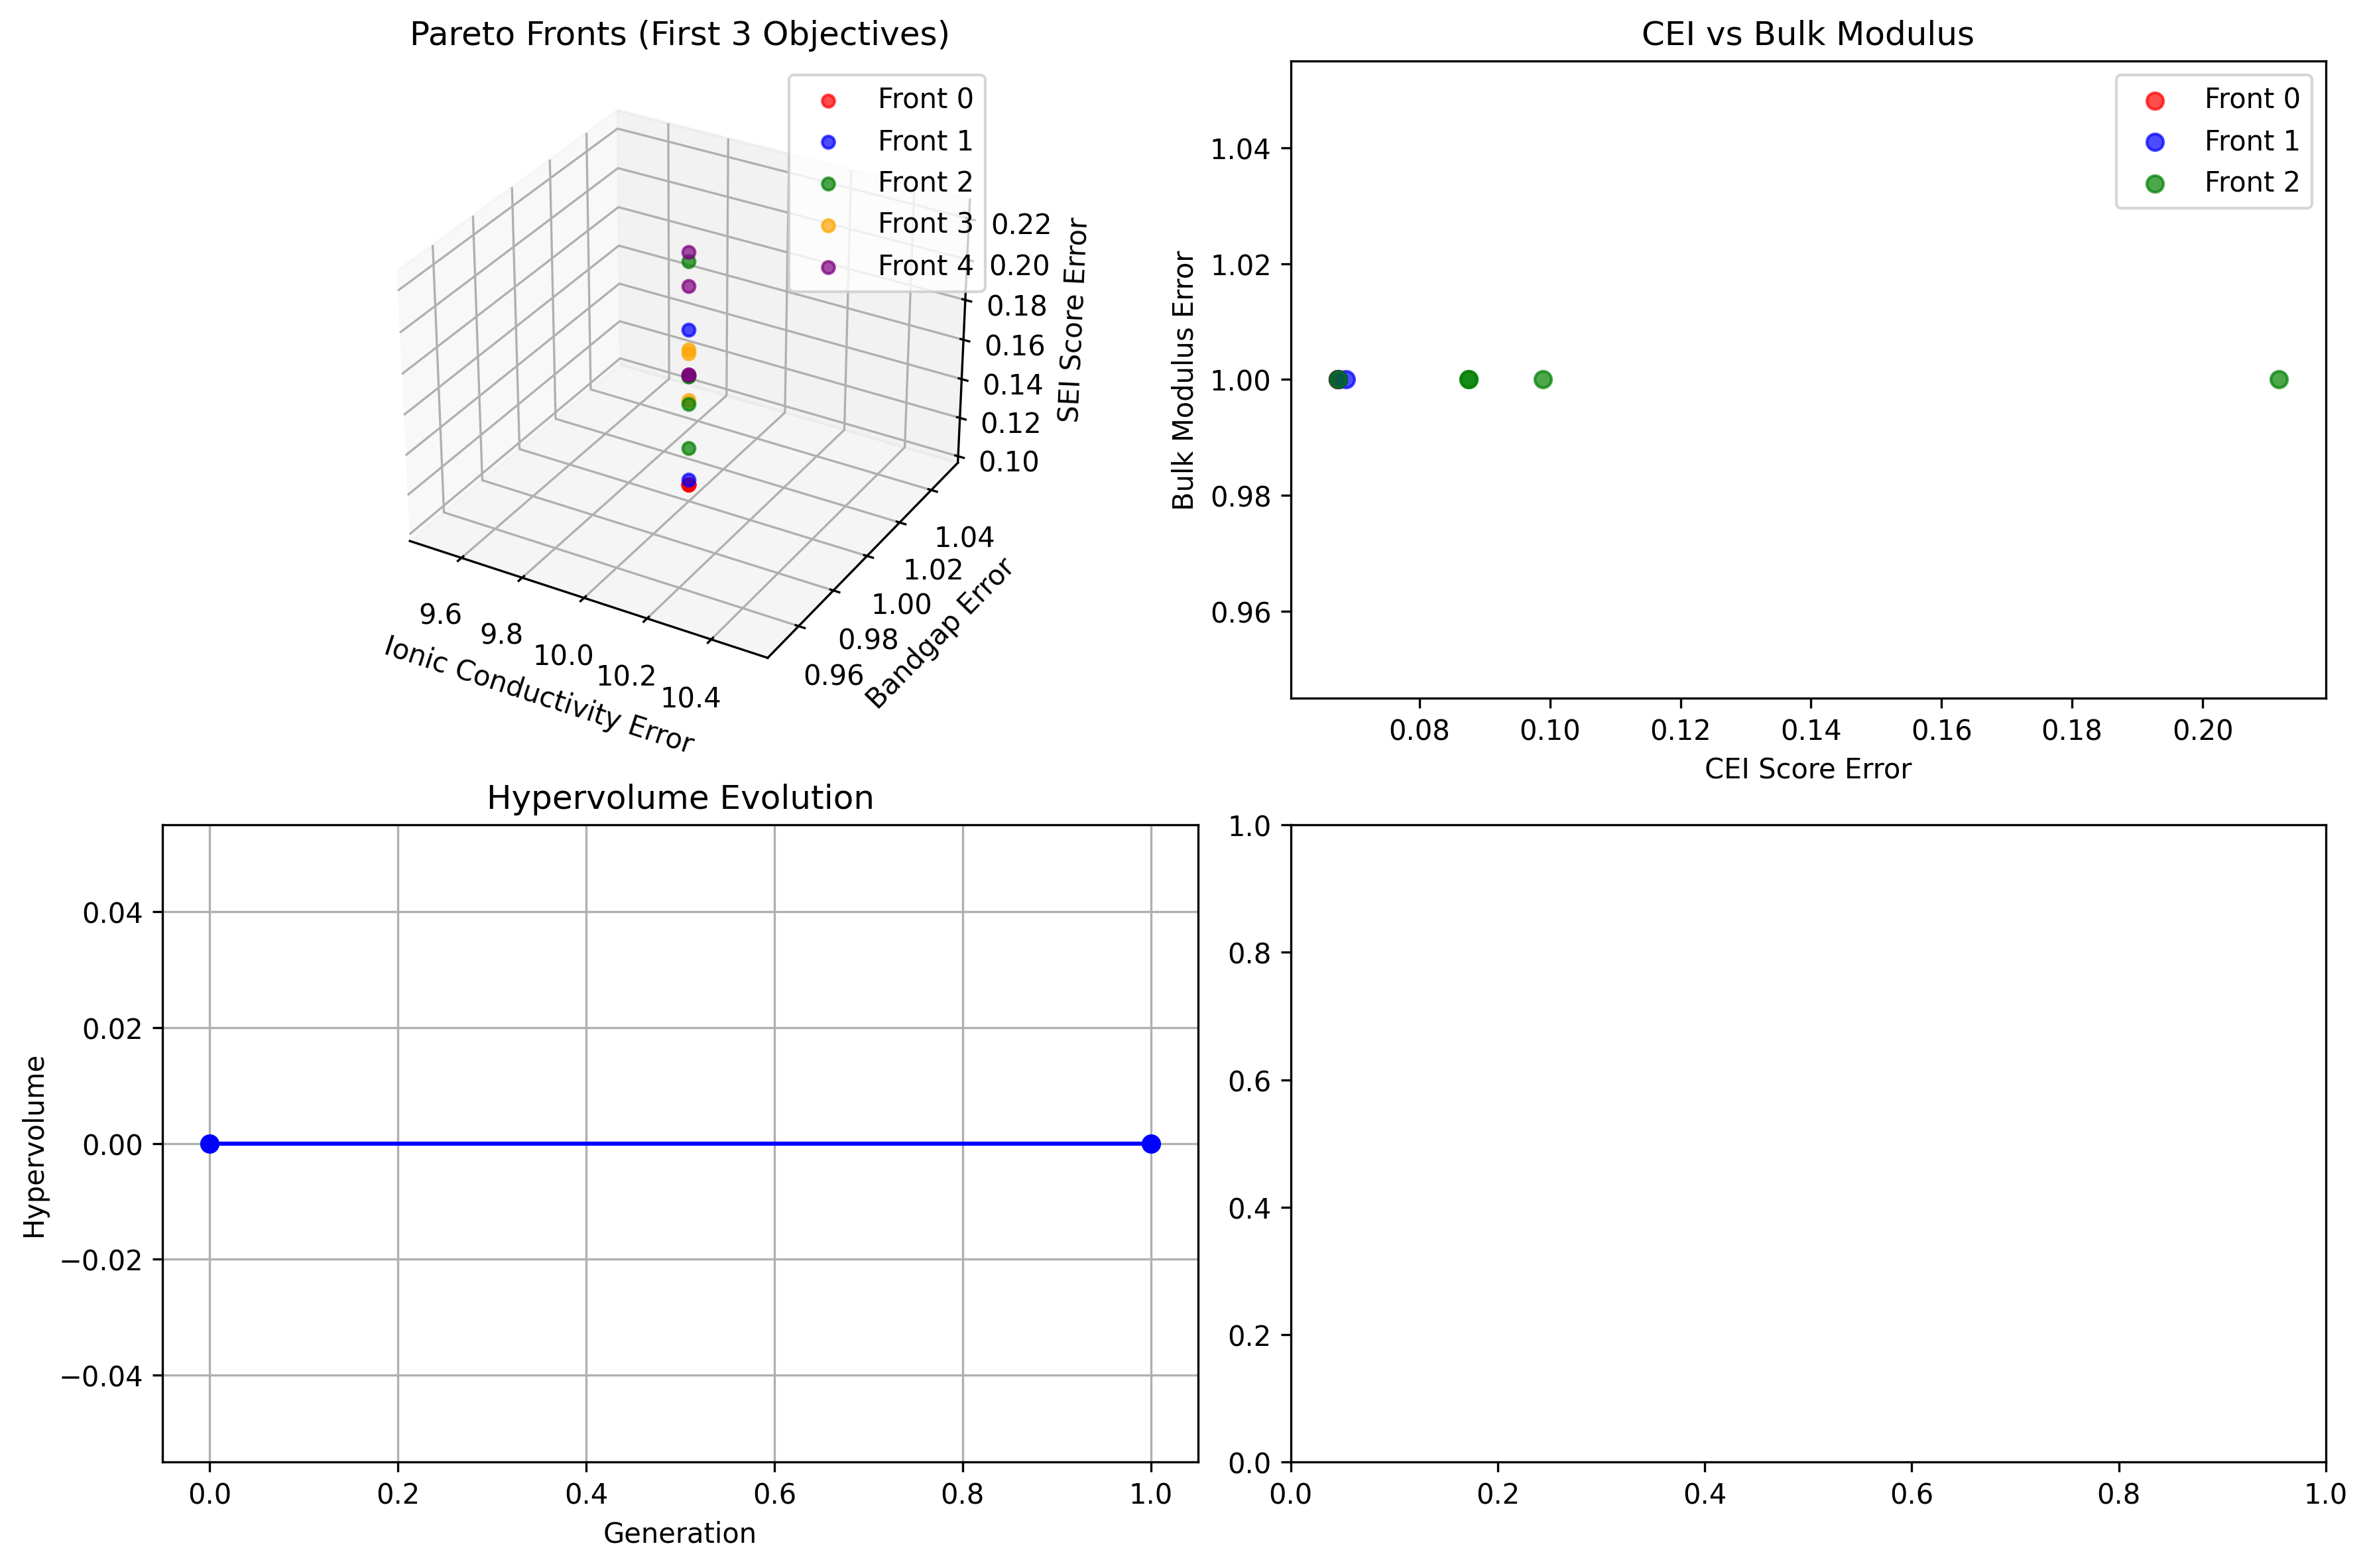 Pareto Fronts (First 3 Objectives)
Front 0
Front 1
Front 2
Front 3
Front 4
0.22
0.20
0.18
0.16
0.14
0.12
0.10
SEI Score Error
1.04
1.02
1.00
0.98
0.96
Bandgap Error
9.6
9.8
10.0
10.2
10.4
Ionic Conductivity Error
CEI vs Bulk Modulus
Front 0
Front 1
Front 2
1.04
1.02
1.00
0.98
0.96
Bulk Modulus Error
0.08
0.10
0.12
0.14
0.16
0.18
0.20
CEI Score Error
Hypervolume Evolution
0.04
0.02
0.00
−0.02
−0.04
Hypervolume
0.0
0.2
0.4
0.6
0.8
1.0
Generation
1.0
0.8
0.6
0.4
0.2
0.0
0.0
0.2
0.4
0.6
0.8
1.0